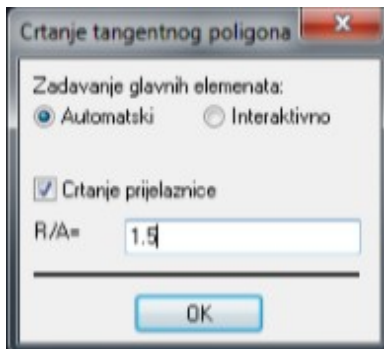 Crtanje tangentnog poligona
Zadavanje glavnih elemenata:
Automatski Interaktivno
Crtanje prijelaznice
R/A= 1.5
OK